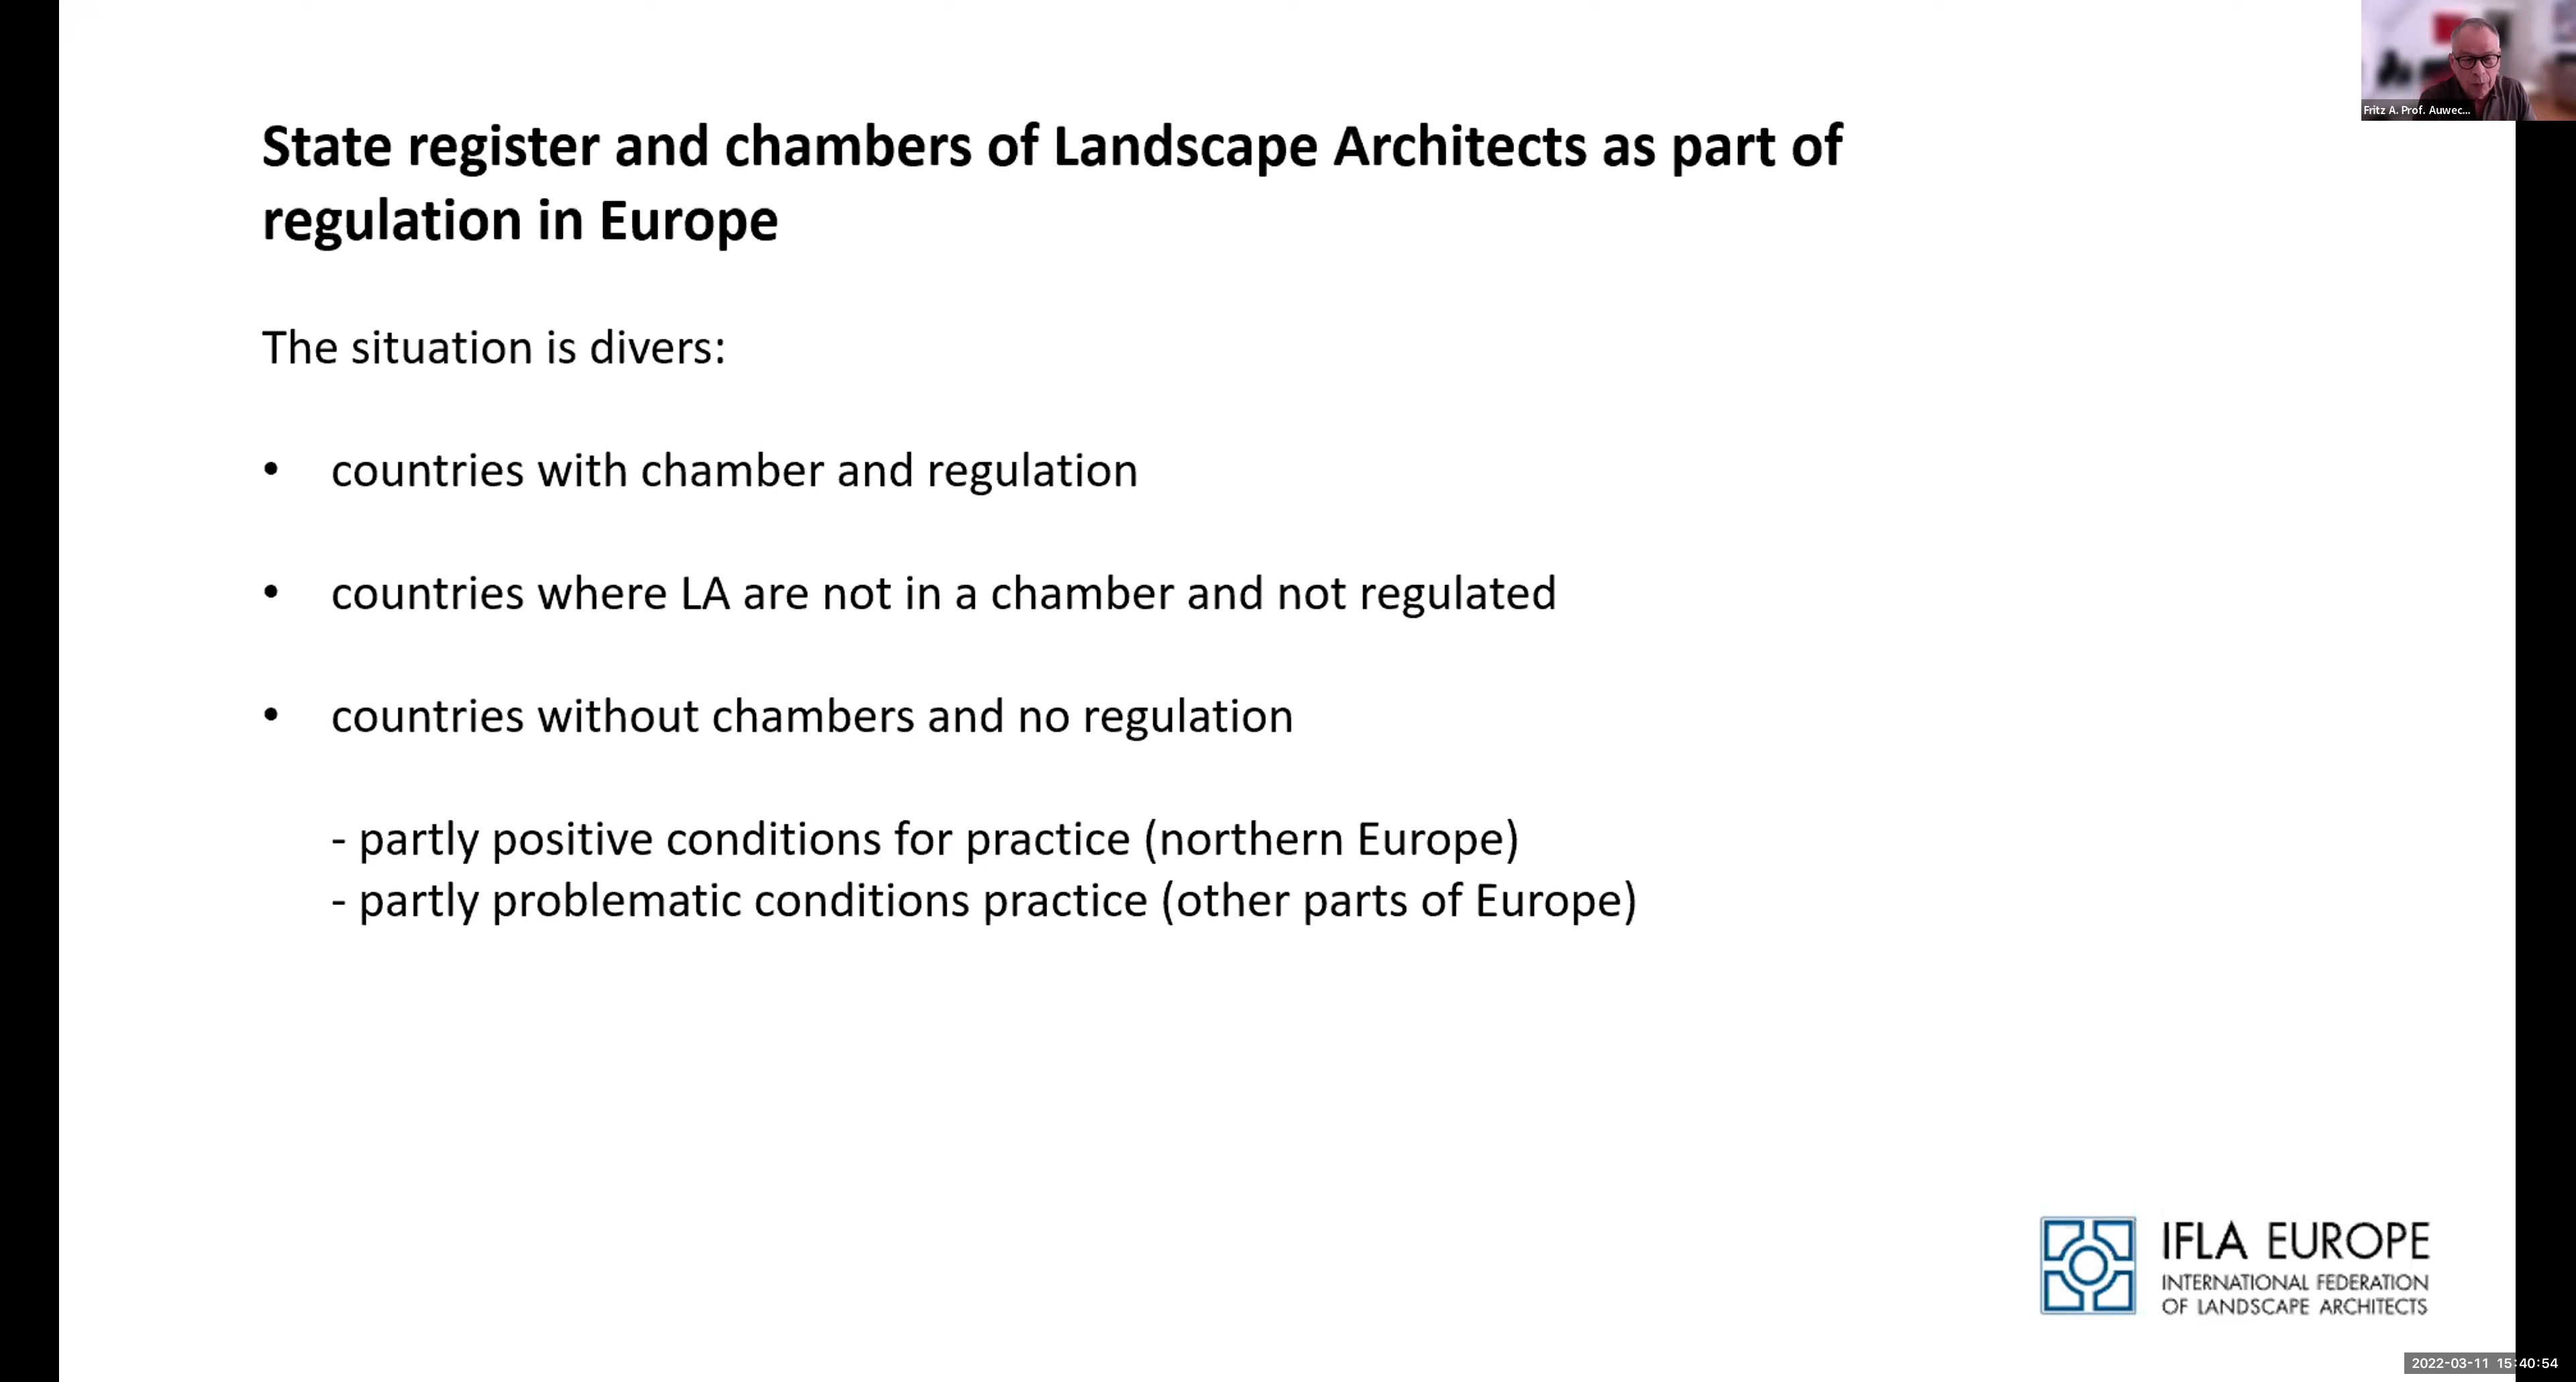 Fritz A. Prof. Auwec...
State register and chambers of Landscape Architects as part of
regulation in Europe
The situation is divers:
• countries with chamber and regulation
• countries where LA are not in a chamber and not regulated
• countries without chambers and no regulation
- partly positive conditions for practice (northern Europe)
- partly problematic conditions practice (other parts of Europe)
IFLA EUROPE
INTERNATIONAL FEDERATION
OF LANDSCAPE ARCHITECTS
2022-03-11 15:40:54